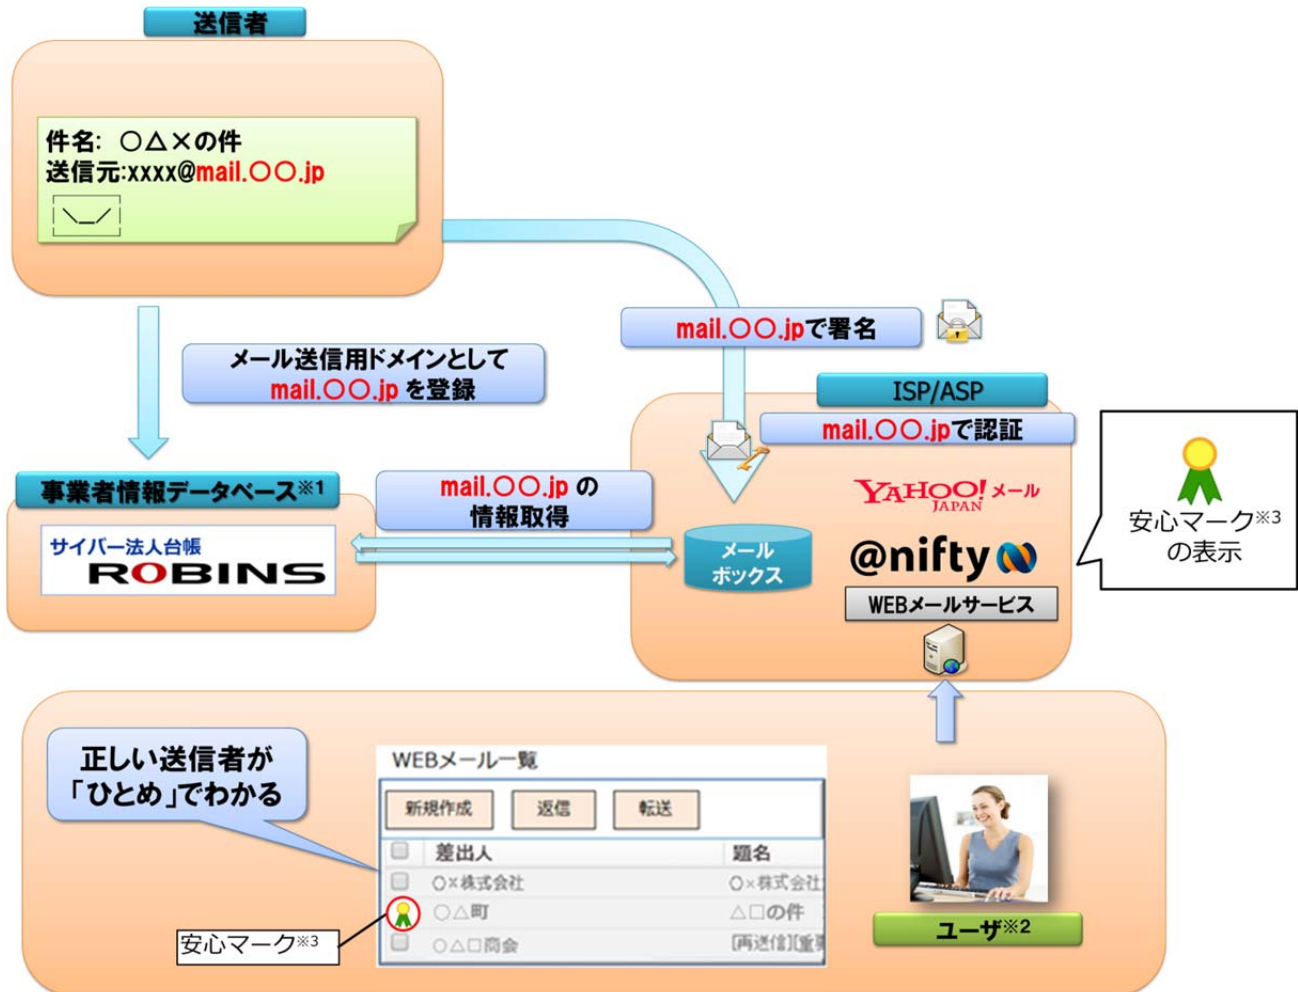 送信者
件名: ○△×の件
送信元:xxxx@mail.○○.jp
mail.○○.jpで署名
メール送信用ドメインとして
mail.○○.jp を登録
ISP/ASP
mail.○○.jpで認証
事業者情報データベース※1
サイバー法人台帳
ROBINS
mail.○○.jp の
情報取得
メール
ボックス
YAHOO! メール
JAPAN
@nifty
WEBメールサービス
安心マーク※3
の表示
正しい送信者が
「ひとめ」でわかる
WEBメール一覧
新規作成 返信 転送
差出人 題名
○×株式会社 ○×株式会社
○△町 △□の件
○△□商会 [再送信][重要
安心マーク※3
ユーザ※2